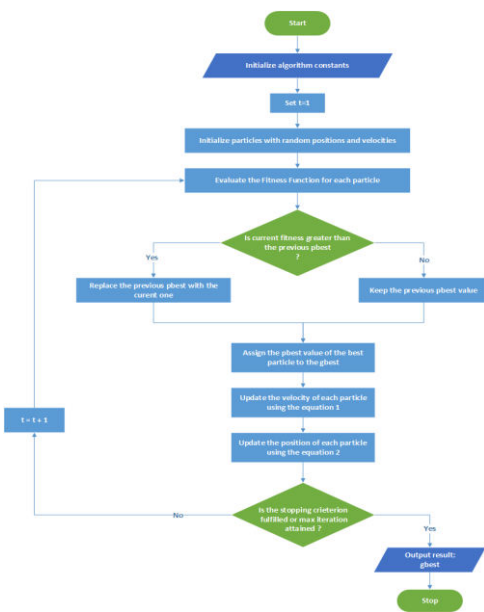 Start
Initialize algorithm constants
Set t=1
Initialize particles with random positions and velocities
Evaluate the Fitness Function for each particle
Is current fitness greater than
the previous pbest
?
Yes
No
Replace the previous pbest with the
curent one
Keep the previous pbest value
Assign the pbest value of the best
particle to the gbest
Update the velocity of each particle
using the equation 1
t = t + 1
Update the position of each particle
using the equation 2
Is the stopping crieterion
fulfilled or max iteration
attained ?
No
Yes
Output result;
gbest
Stop